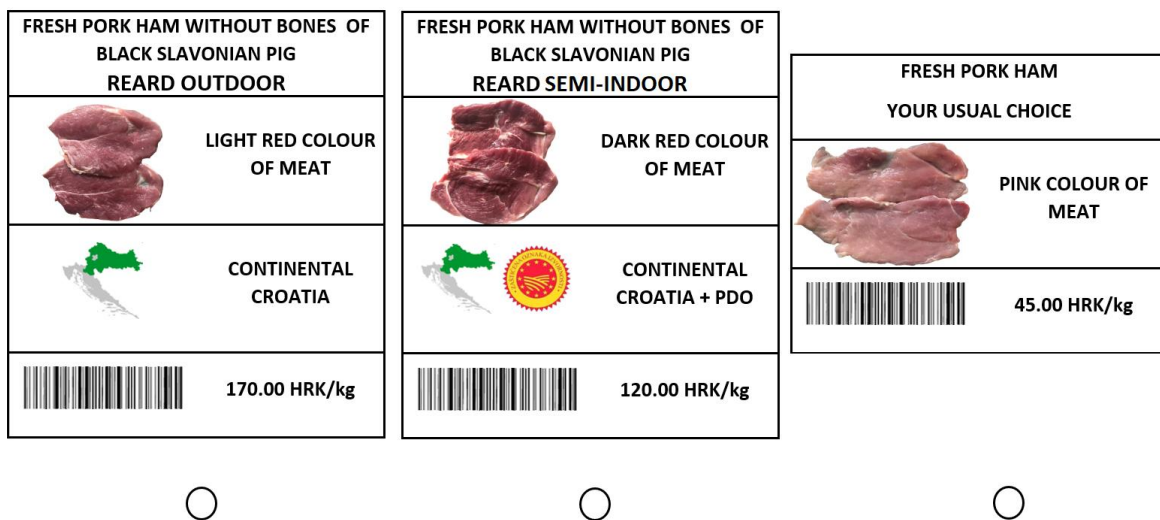 FRESH PORK HAM WITHOUT BONES OF
BLACK SLAVONIAN PIG
REARD OUTDOOR
LIGHT RED COLOUR
OF MEAT
CONTINENTAL
CROATIA
170.00 HRK/kg
FRESH PORK HAM WITHOUT BONES OF
BLACK SLAVONIAN PIG
REARD SEMI-INDOOR
DARK RED COLOUR
OF MEAT
CONTINENTAL
CROATIA + PDO
120.00 HRK/kg
FRESH PORK HAM
YOUR USUAL CHOICE
PINK COLOUR OF
MEAT
45.00 HRK/kg